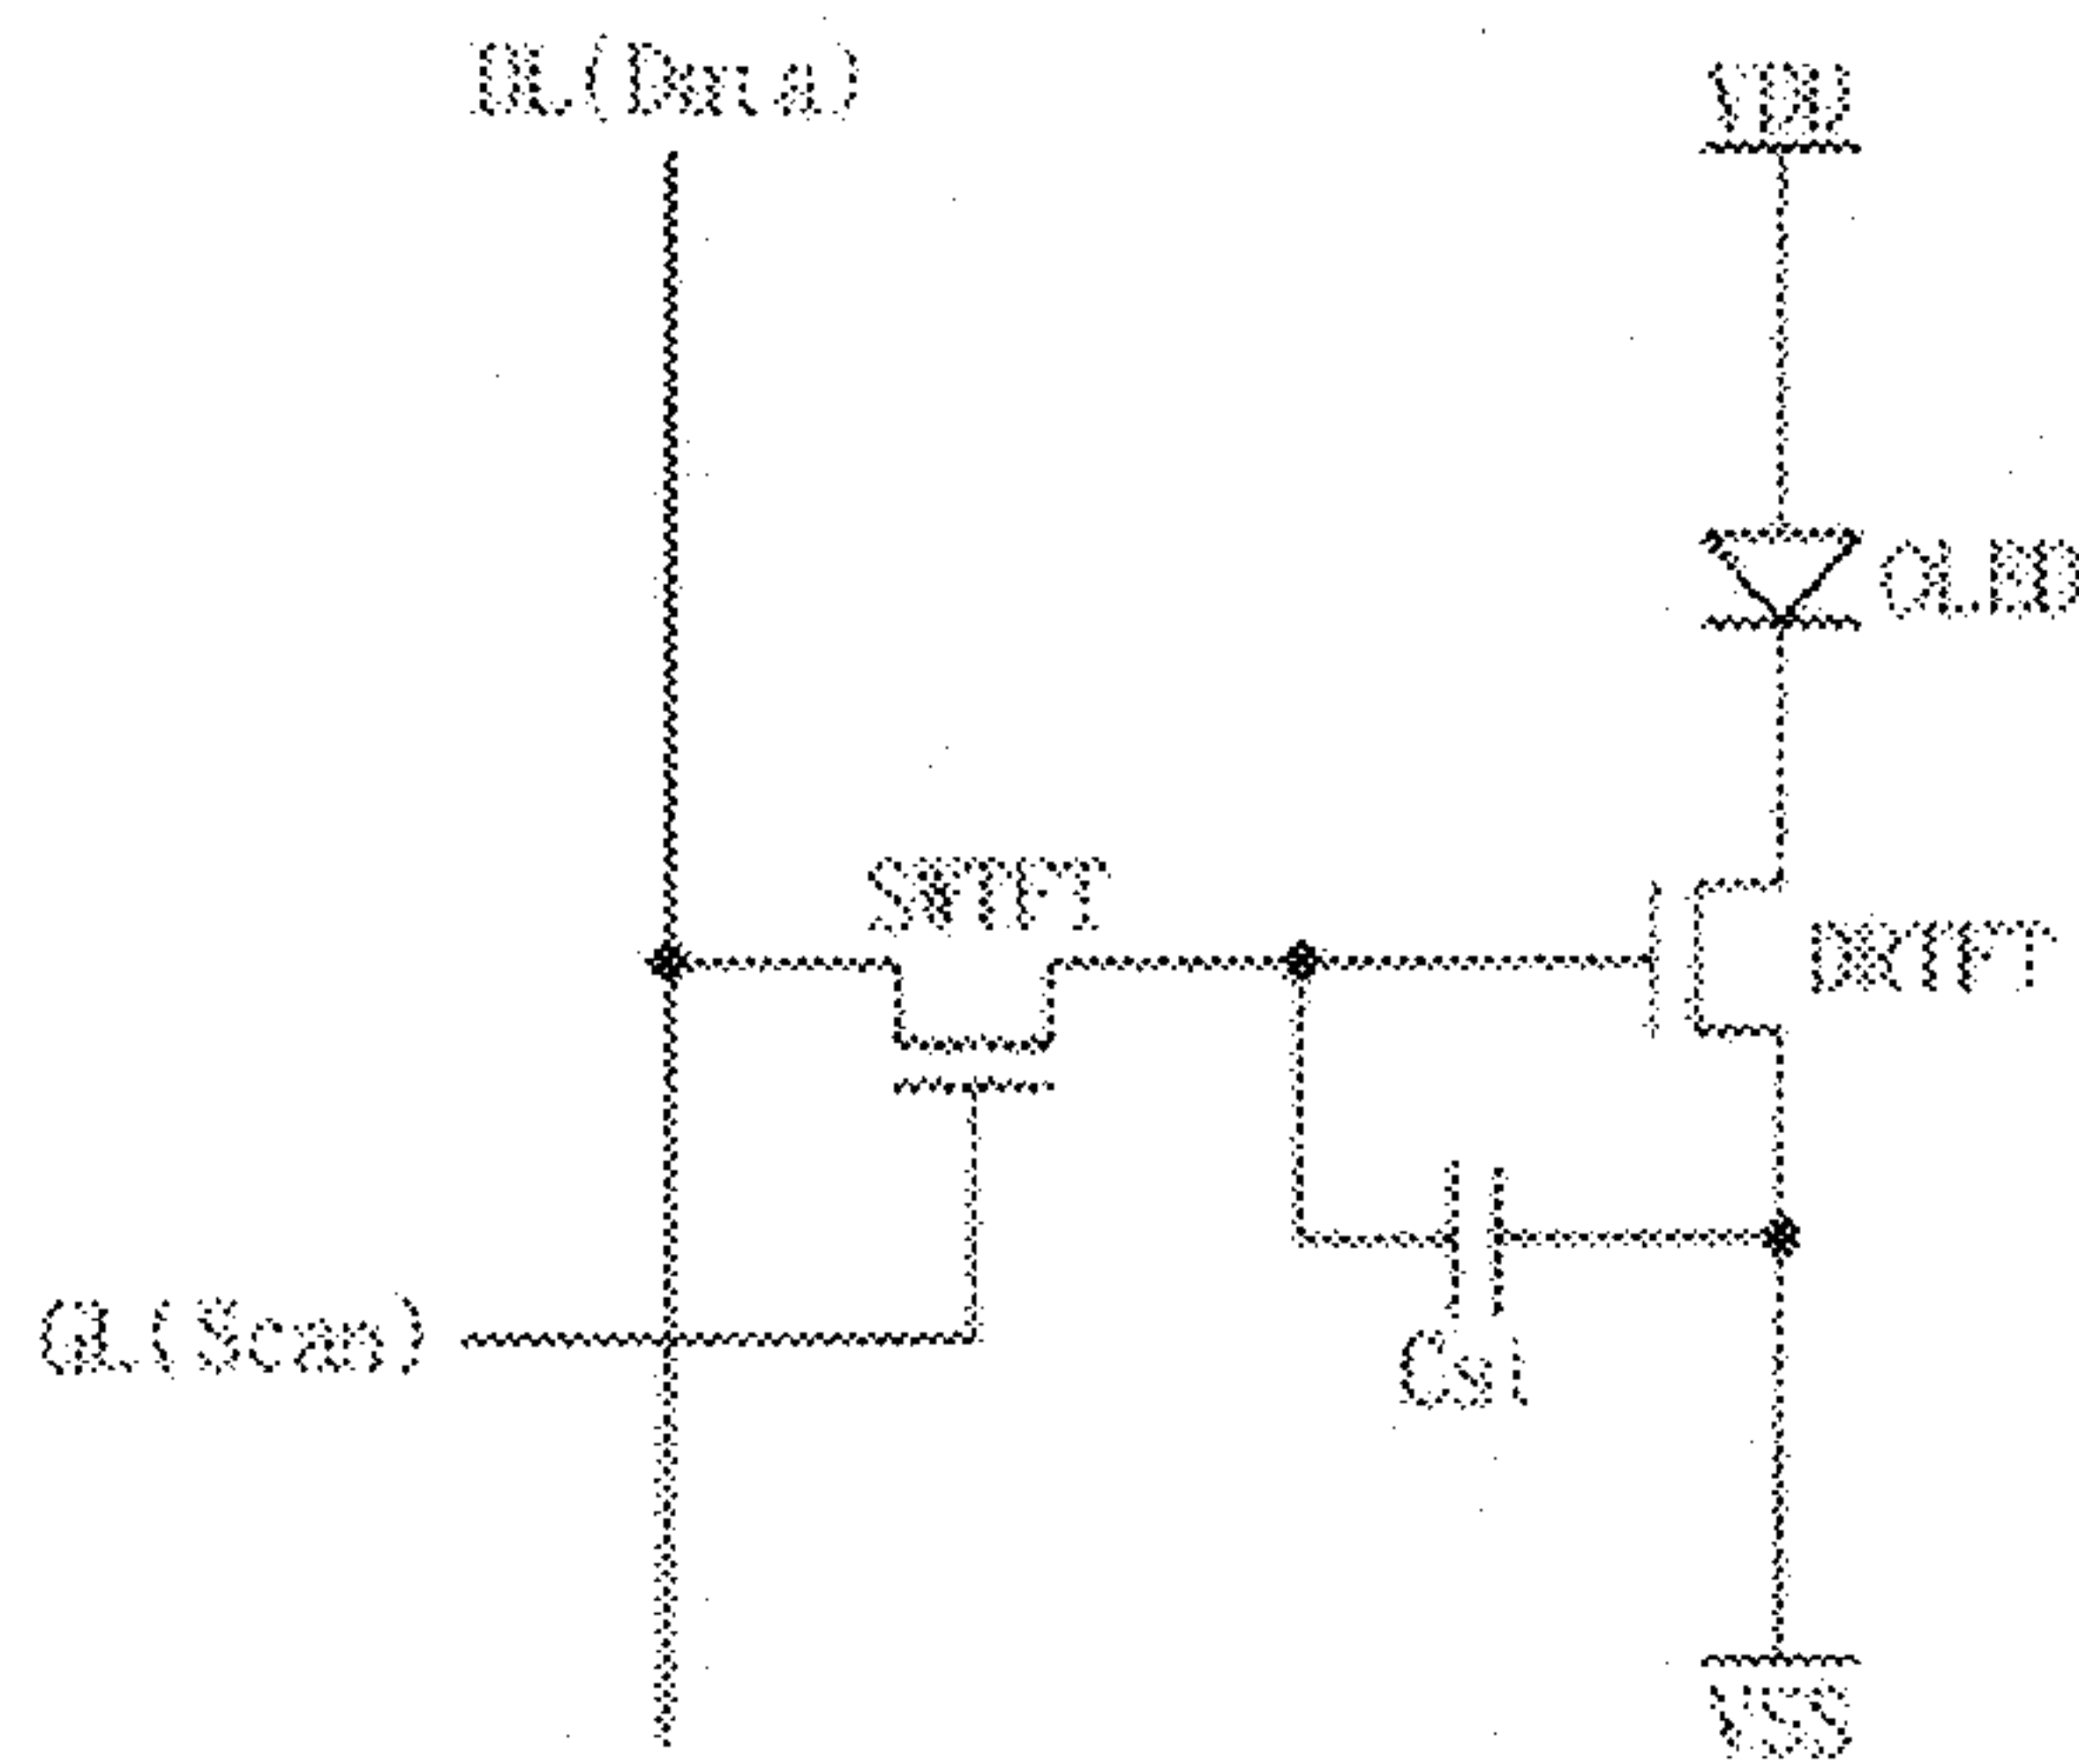 DL(Data)
VDD
OLED
SWTFT
DRTFT
GL(Scan)
Cst
VSS